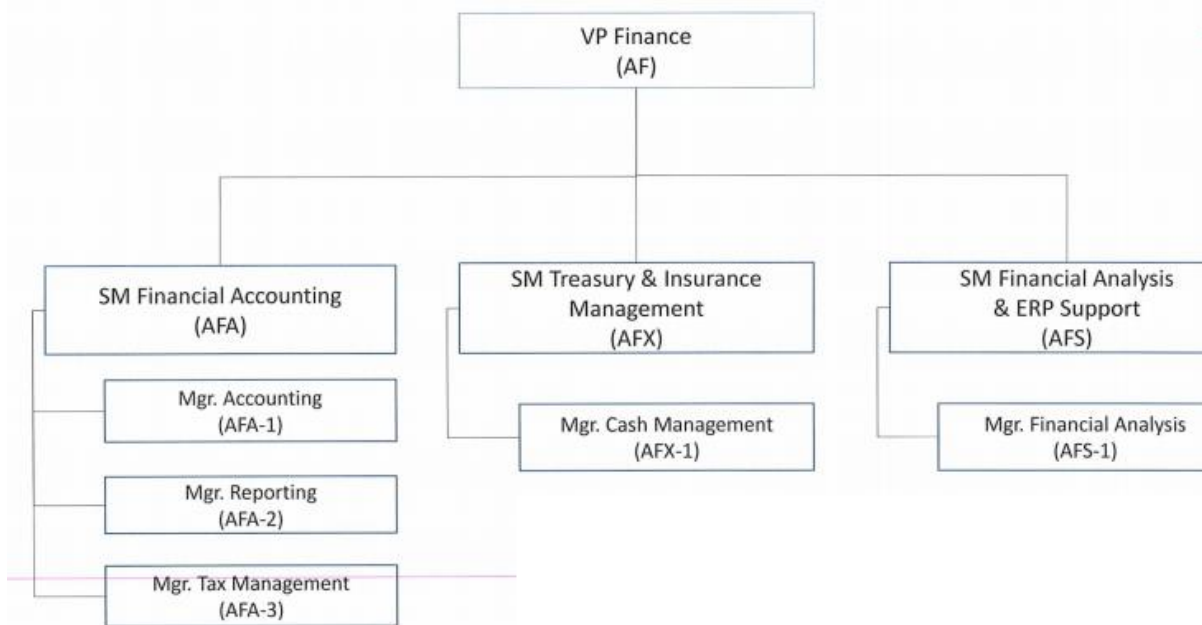 VP Finance
(AF)
SM Financial Accounting
(AFA)
Mgr. Accounting
(AFA-1)
Mgr. Reporting
(AFA-2)
Mgr. Tax Management
(AFA-3)
SM Treasury & Insurance
Management
(AFX)
Mgr. Cash Management
(AFX-1)
SM Financial Analysis
& ERP Support
(AFS)
Mgr. Financial Analysis
(AFS-1)